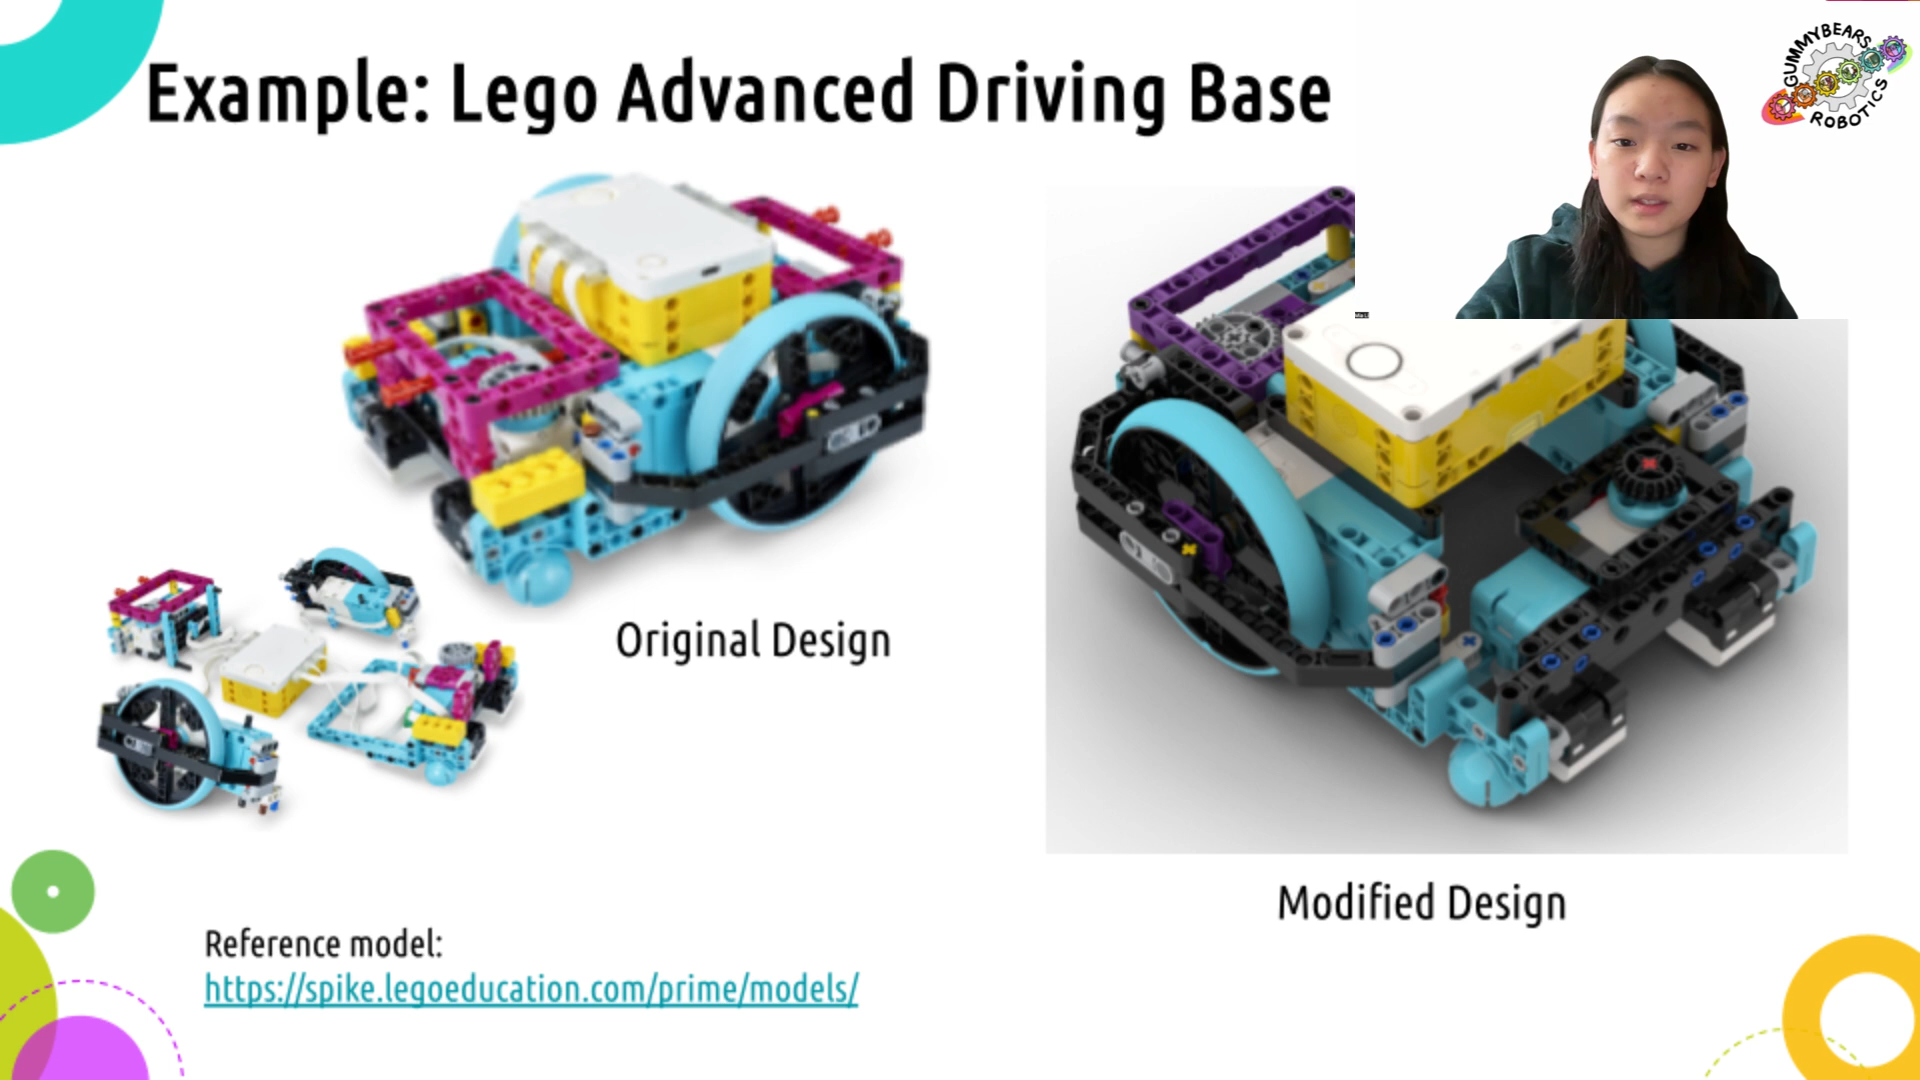 Example: Lego Advanced Driving Base
GUMMYBEARS
ROBOTICS
Original Design
Modified Design
Reference model:
https://spike.legoeducation.com/prime/models/